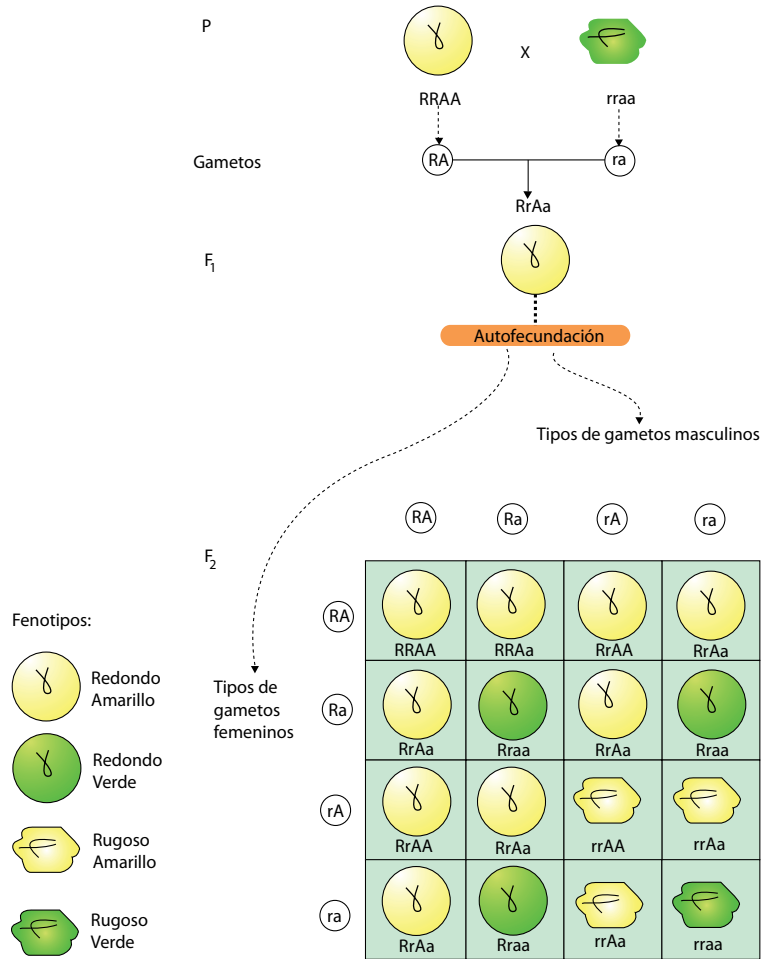 P
X
RRAA
rraa
Gametos
RA
ra
RrAa
F1
Autofecundación
Tipos de gametos masculinos
F2
RA
Ra
rA
ra
RA
RRAA
RRAa
RrAA
RrAa
Ra
RrAa
Rraa
RrAa
Rraa
rA
RrAA
RrAa
rrAA
rrAa
ra
RrAa
Rraa
rrAa
rraa
Tipos de
gametos
femeninos
Fenotipos:
Redondo
Amarillo
Redondo
Verde
Rugoso
Amarillo
Rugoso
Verde